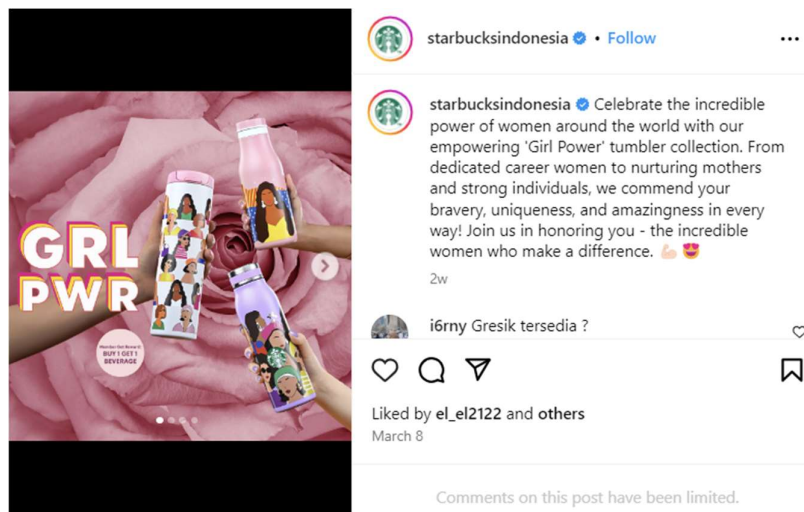 GRL
PWR
BUY 1 GET 1
BEVERAGE
starbucksindonesia • Follow
starbucksindonesia Celebrate the incredible
power of women around the world with our
empowering 'Girl Power' tumbler collection. From
dedicated career women to nurturing mothers
and strong individuals, we commend your
bravery, uniqueness, and amazingness in every
way! Join us in honoring you - the incredible
women who make a difference. 💪🏻 😍
2w
i6rny Gresik tersedia ?
Liked by el_el2122 and others
March 8
Comments on this post have been limited.